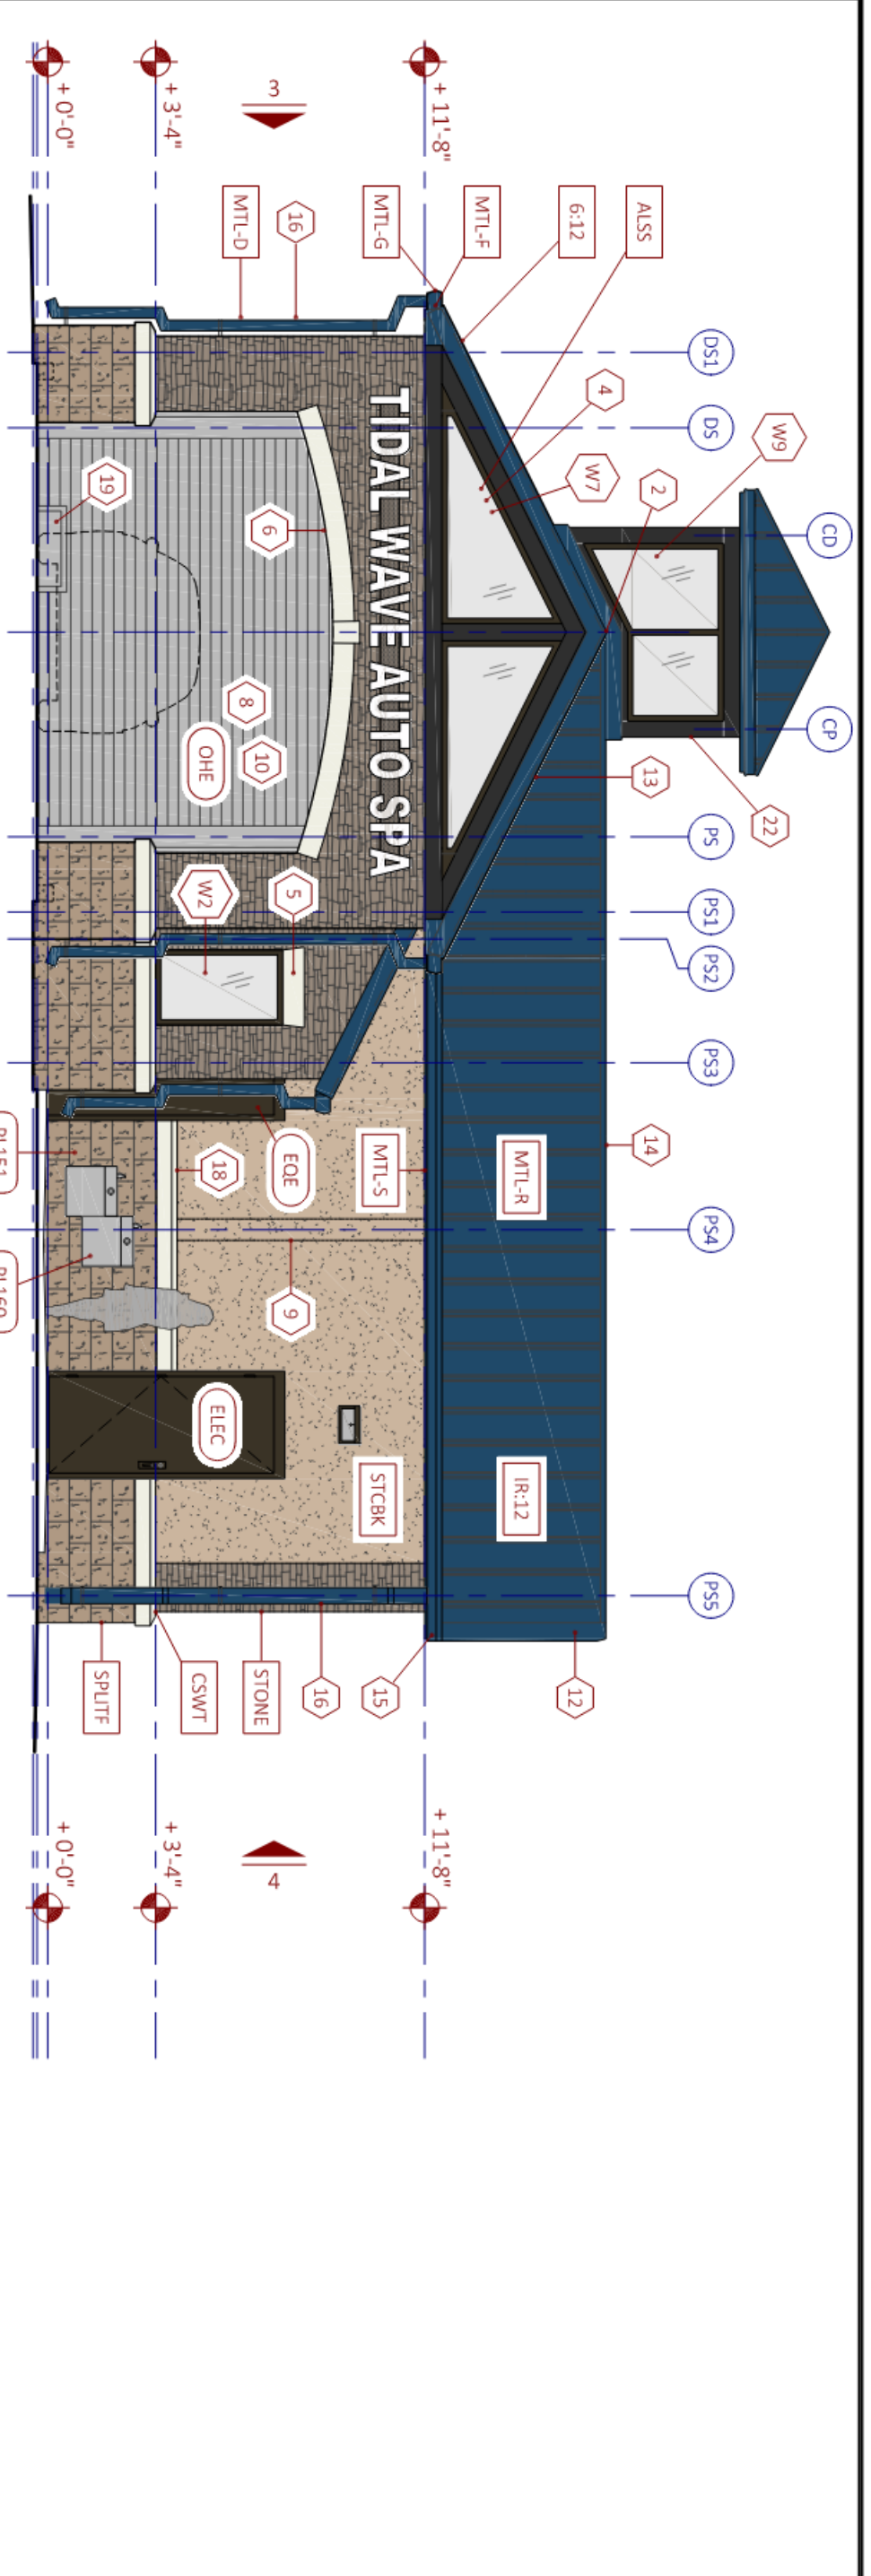 CD
CP
DS1
DS
PS
PS1
PS2
PS3
PS4
PS5
W9
2
22
13
14
ALSS
4
W7
6:12
MTL-R
IR:12
12
MTL-F
MTL-G
+ 11'-8"
+ 11'-8"
TIDAL WAVE AUTO SPA
MTL-S
STCBK
15
16
16
3
4
MTL-D
6
5
EQE
9
STONE
8
10
OHE
W2
18
ELEC
CSWT
+ 3'-4"
+ 3'-4"
19
SPLITF
+ 0'-0"
+ 0'-0"